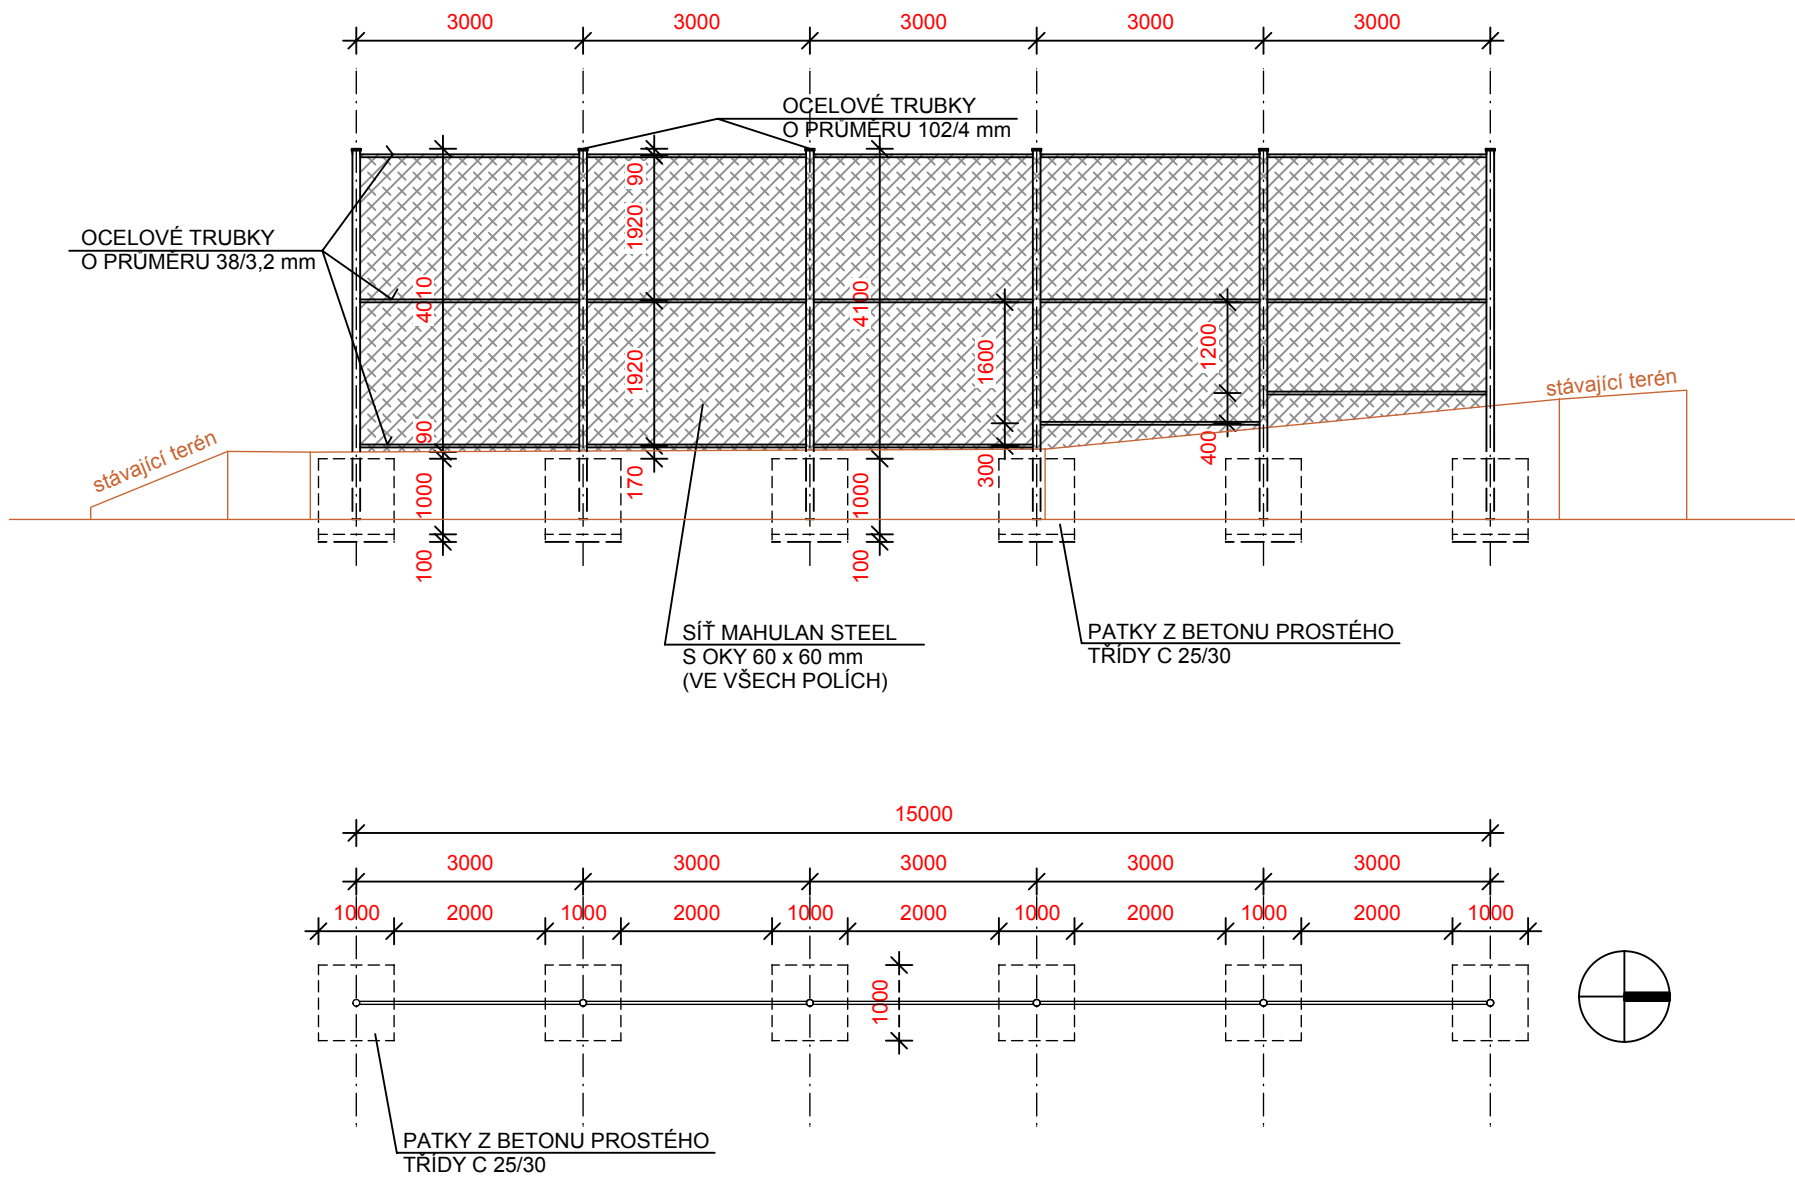 3000 3000 3000 3000 3000
OCELOVÉ TRUBKY
O PRŮMĚRU 102/4 mm
OCELOVÉ TRUBKY
O PRŮMĚRU 38/3,2 mm
90
1920
4010
4100
1600
1200
1920
90
400
300
170
1000
1000
100
100
stávající terén
stávající terén
SÍŤ MAHULAN STEEL
S OKY 60 x 60 mm
(VE VŠECH POLÍCH)
PATKY Z BETONU PROSTÉHO
TŘÍDY C 25/30
15000
3000 3000 3000 3000 3000
1000 2000 1000 2000 1000 2000 1000 2000 1000 2000 1000
1000
PATKY Z BETONU PROSTÉHO
TŘÍDY C 25/30